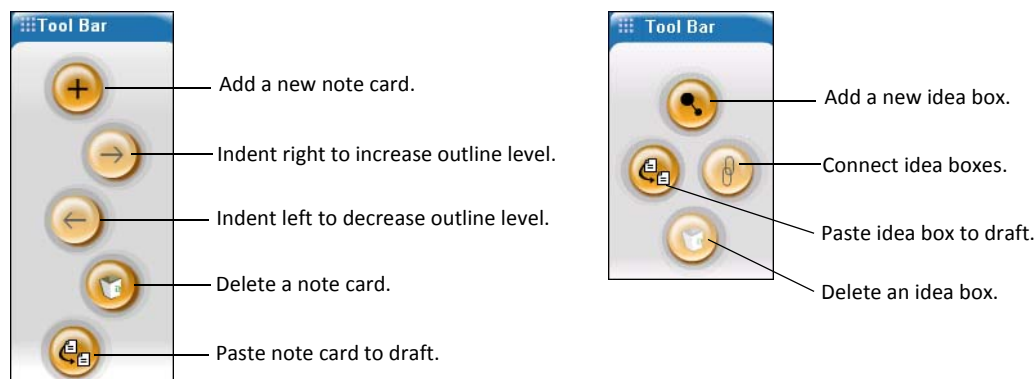 Tool Bar
Add a new note card.
Indent right to increase outline level.
Indent left to decrease outline level.
Delete a note card.
Paste note card to draft.
Tool Bar
Add a new idea box.
Connect idea boxes.
Paste idea box to draft.
Delete an idea box.